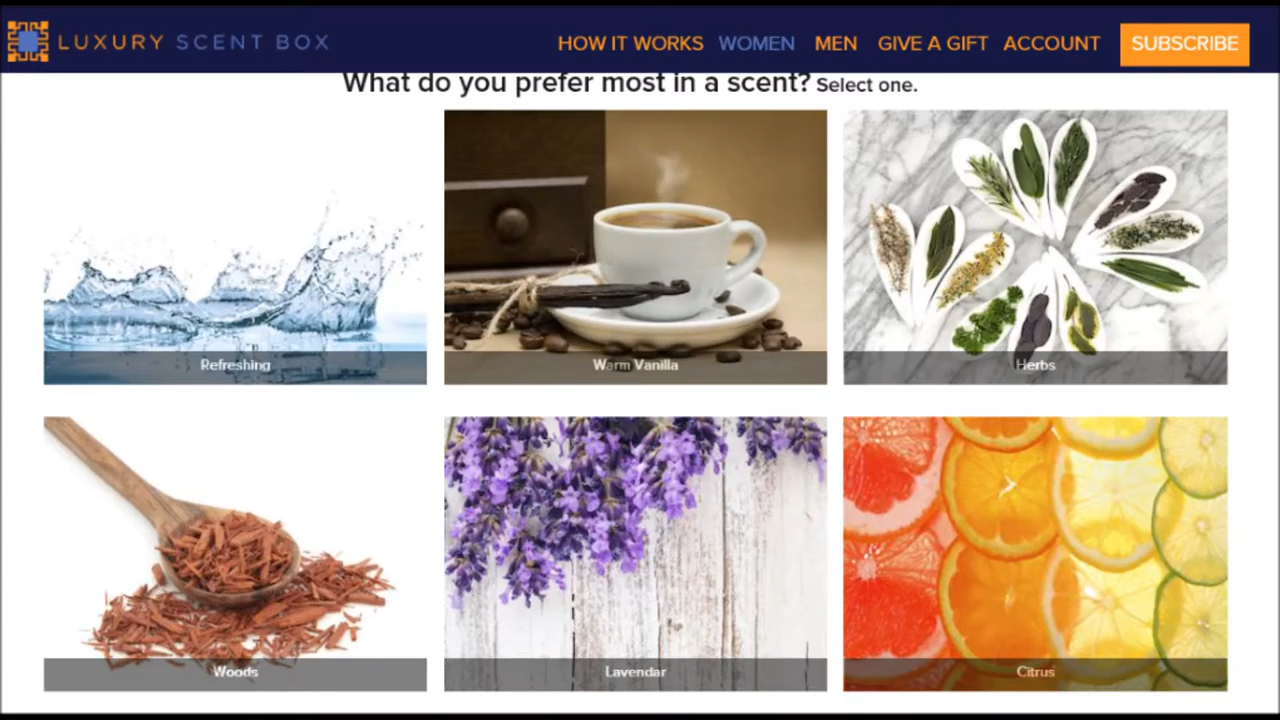 LUXURY SCENT BOX
HOW IT WORKS WOMEN MEN GIVE A GIFT ACCOUNT SUBSCRIBE
What do you prefer most in a scent? Select one.
Refreshing Warm Vanilla Herbs
Woods Lavendar Citrus